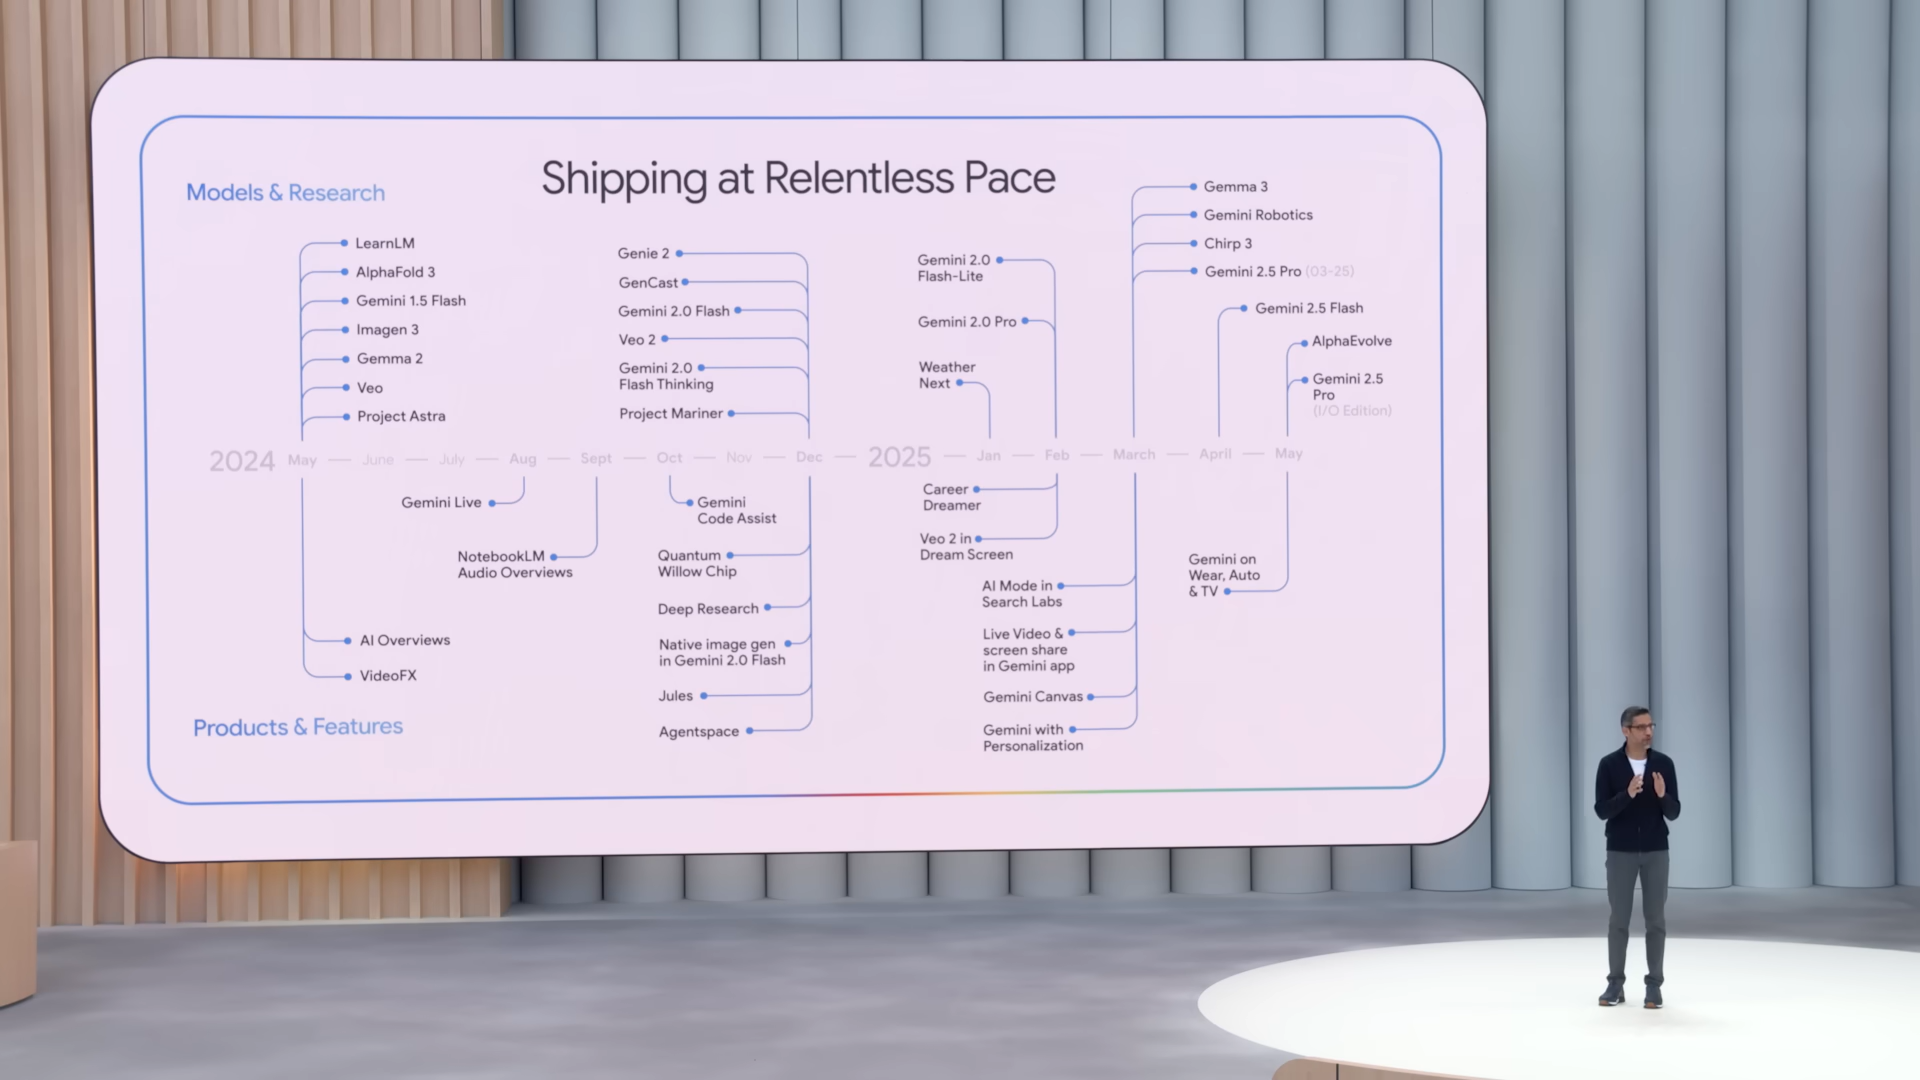 Shipping at Relentless Pace
Models & Research
LearnLM
AlphaFold 3
Gemini 1.5 Flash
Imagen 3
Gemma 2
Veo
Project Astra
Genie 2
GenCast
Gemini 2.0 Flash
Veo 2
Gemini 2.0
Flash Thinking
Project Mariner
Gemini 2.0
Flash-Lite
Gemini 2.0 Pro
Weather
Next
Gemma 3
Gemini Robotics
Chirp 3
Gemini 2.5 Pro (03-25)
Gemini 2.5 Flash
AlphaEvolve
Gemini 2.5
Pro
(I/O Edition)
2024 May June July Aug Sept Oct Nov Dec 2025 Jan Feb March April May
Gemini Live
NotebookLM
Audio Overviews
AI Overviews
VideoFX
Gemini
Code Assist
Quantum
Willow Chip
Deep Research
Native image gen
in Gemini 2.0 Flash
Jules
Agentspace
Career
Dreamer
Veo 2 in
Dream Screen
AI Mode in
Search Labs
Live Video &
screen share
in Gemini app
Gemini Canvas
Gemini with
Personalization
Gemini on
Wear, Auto
& TV
Products & Features